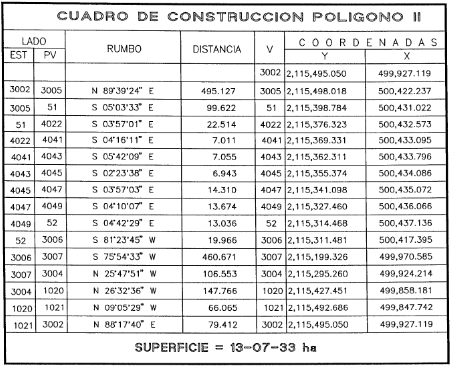 CUADRO DE CONSTRUCCION POLIGONO II
LADO RUMBO DISTANCIA V COORDENADAS
EST PV Y X
3002 2,115,495.050 499,927.119
3002 3005 N 89°39'24" E 495.127 3005 2,115,498.018 500,422.237
3005 51 S 05°03'33" E 99.622 51 2,115,398.784 500,431.022
51 4022 S 03°57'01" E 22.514 4022 2,115,376.323 500,432.573
4022 4041 S 04°16'11" E 7.011 4041 2,115,369.331 500,433.095
4041 4043 S 05°42'09" E 7.055 4043 2,115,362.311 500,433.796
4043 4045 S 02°23'38" E 6.943 4045 2,115,355.374 500,434.086
4045 4047 S 03°57'03" E 14.310 4047 2,115,341.098 500,435.072
4047 4049 S 04°10'07" E 13.674 4049 2,115,327.460 500,436.066
4049 52 S 04°42'29" E 13.036 52 2,115,314.468 500,437.136
52 3006 S 81°23'45" W 19.966 3006 2,115,311.481 500,417.395
3006 3007 S 75°54'33" W 460.671 3007 2,115,199.326 499,970.585
3007 3004 N 25°47'51" W 106.553 3004 2,115,295.260 499,924.214
3004 1020 N 26°32'36" W 147.766 1020 2,115,427.451 499,858.181
1020 1021 N 09°05'29" W 66.065 1021 2,115,492.686 499,847.742
1021 3002 N 88°17'40" E 79.412 3002 2,115,495.050 499,927.119
SUPERFICIE = 13-07-33 ha